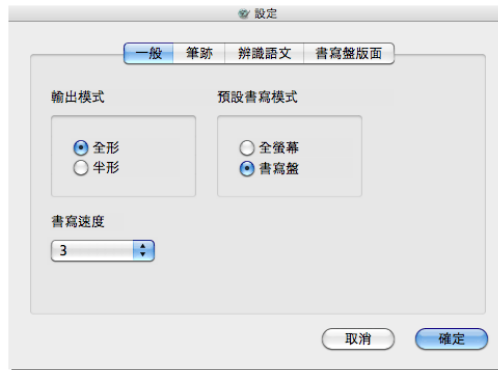 設定
一般 筆跡 辨識語文 書寫盤版面
輸出模式 預設書寫模式
全形 全螢幕
半形 書寫盤
書寫速度
3
取消 確定